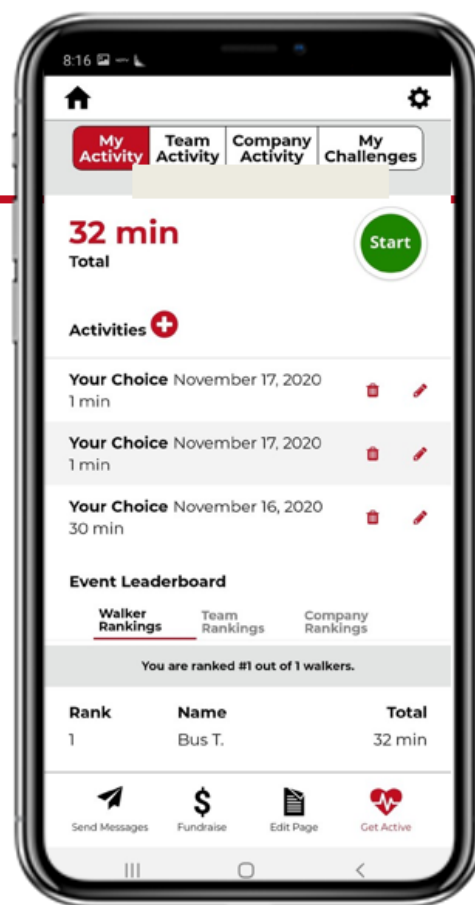 8:16
My Activity
Team Activity
Company Activity
My Challenges
32 min
Total
Start
Activities
Your Choice November 17, 2020
1 min
Your Choice November 17, 2020
1 min
Your Choice November 16, 2020
30 min
Event Leaderboard
Walker Rankings
Team Rankings
Company Rankings
You are ranked #1 out of 1 walkers.
Rank Name Total
1 Bus T. 32 min
Send Messages Fundraise Edit Page Get Active